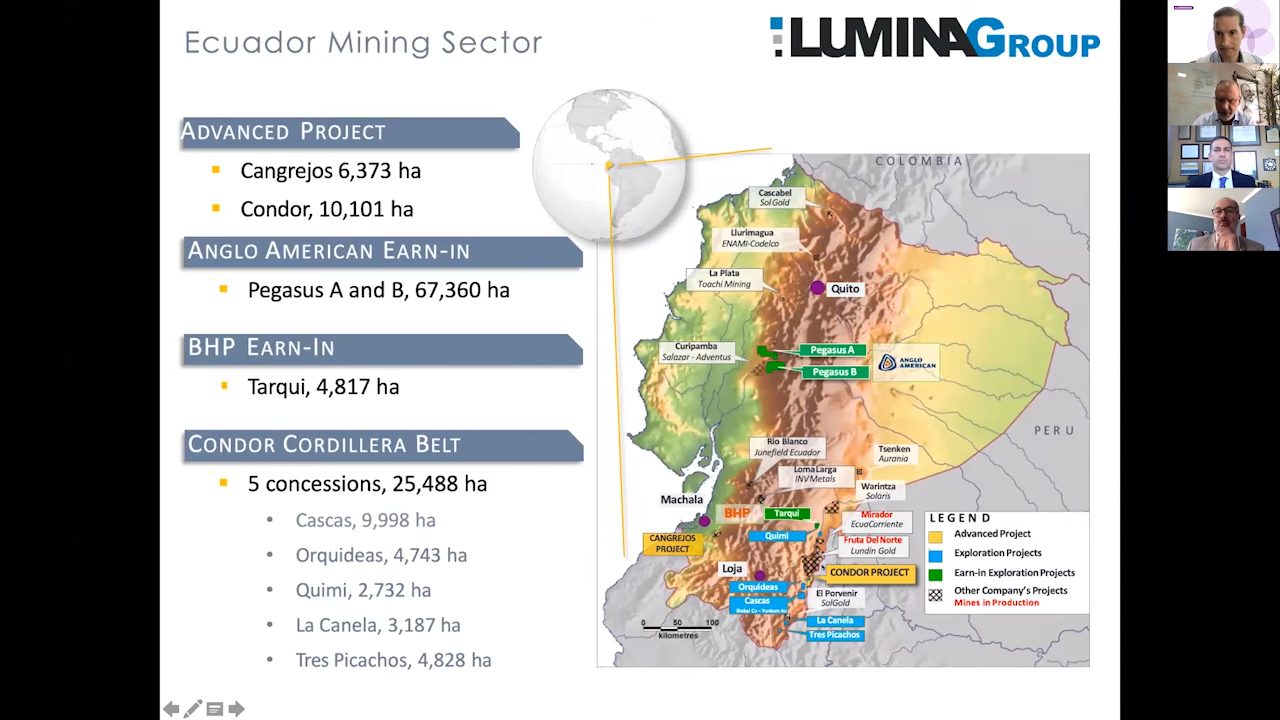 Ecuador Mining Sector
LUMINAGROUP
ADVANCED PROJECT
Cangrejos 6,373 ha
Condor, 10,101 ha
ANGLO AMERICAN EARN-IN
Pegasus A and B, 67,360 ha
BHP EARN-IN
Tarqui, 4,817 ha
CONDOR CORDILLERA BELT
5 concessions, 25,488 ha
Cascas, 9,998 ha
Orquideas, 4,743 ha
Quimi, 2,732 ha
La Canela, 3,187 ha
Tres Picachos, 4,828 ha
COLOMBIA
Cascabel
SolGold
Llurimagua
ENAMI-Codelco
La Plata
Toachi Mining
Quito
Curipamba
Salazar - Adventus
Pegasus A
Pegasus B
ANGLO
AMERICAN
PERU
Rio Blanco
Junefield Ecuador
Tsenken
Aurania
Loma Larga
INV Metals
Warintza
Solaris
Machala
BHP
Tarqui
Mirador
EcuaCorriente
Quimi
CANGREJOS
PROJECT
Fruta Del Norte
Lundin Gold
Loja
CONDOR PROJECT
Orquideas
Cascas
El Porvenir
SolGold
La Canela
Tres Picachos
0 50 100
kilometres
LEGEND
Advanced Project
Exploration Projects
Earn-in Exploration Projects
Other Company's Projects
Mines in Production